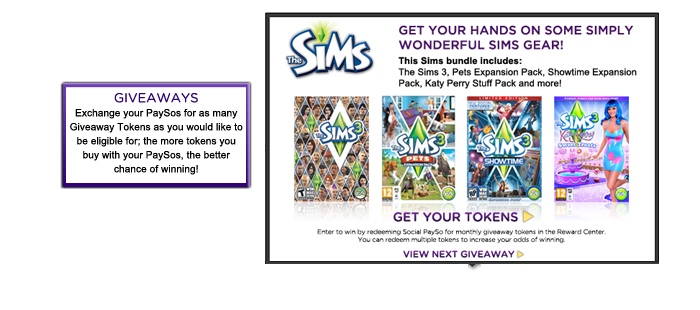 GIVEAWAYS
Exchange your PaySos for as many
Giveaway Tokens as you would like to
be eligible for; the more tokens you
buy with your PaySos, the better
chance of winning!
The SiMS
GET YOUR HANDS ON SOME SIMPLY
WONDERFUL SIMS GEAR!
This Sims bundle includes:
The Sims 3, Pets Expansion Pack, Showtime Expansion
Pack, Katy Perry Stuff Pack and more!
The SiMS 3
The SiMS 3
PETS
12
LIMITED EDITION
The SiMS 3
SHOWTIME
The SiMS 3
12
GET YOUR TOKENS
Enter to win by redeeming Social PaySo for monthly giveaway tokens in the Reward Center.
You can redeem multiple tokens to increase your odds of winning.
VIEW NEXT GIVEAWAY